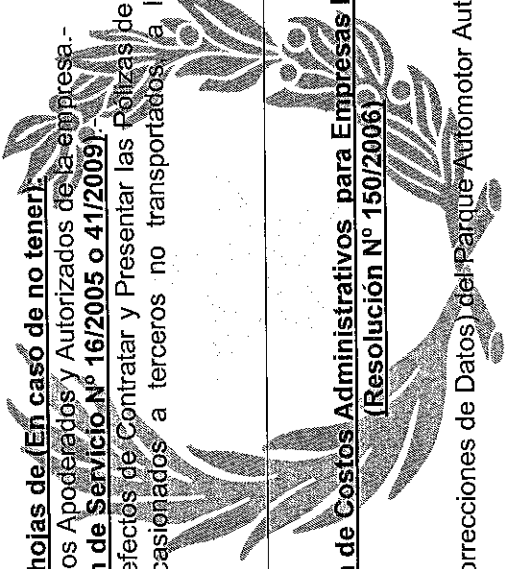 hojas de (En caso de no tener):
os Apoderados y Autorizados de la empresa.-
n de Servicio Nº 16/2005 o 41/2009):-
efectos de Contratar y Presentar las Polizas de
casionados a terceros no transportados, a
n de Costos Administrativos para Empresas
(Resolución Nº 150/2006)
orrecciones de Datos) del Parque Automotor Aut